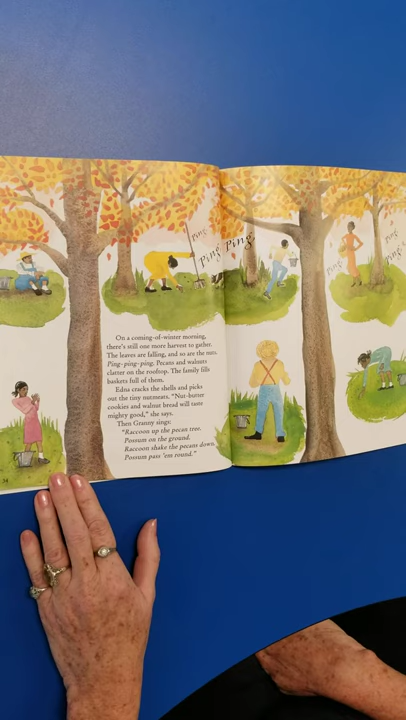 ping
Ping Ping.
ping
ping
Ping
On a coming-of-winter morning,
there's still one more harvest to gather.
The leaves are falling, and so are the nuts.
Ping-ping-ping. Pecans and walnuts
clatter on the rooftop. The family fills
baskets full of them.
Edna cracks the shells and picks
out the tiny nutmeats. "Nut-butter
cookies and walnut bread will taste
mighty good," she says.
Then Granny sings:
"Raccoon up the pecan tree.
Possum on the ground.
Raccoon shake the pecans down.
Possum pass 'em round."